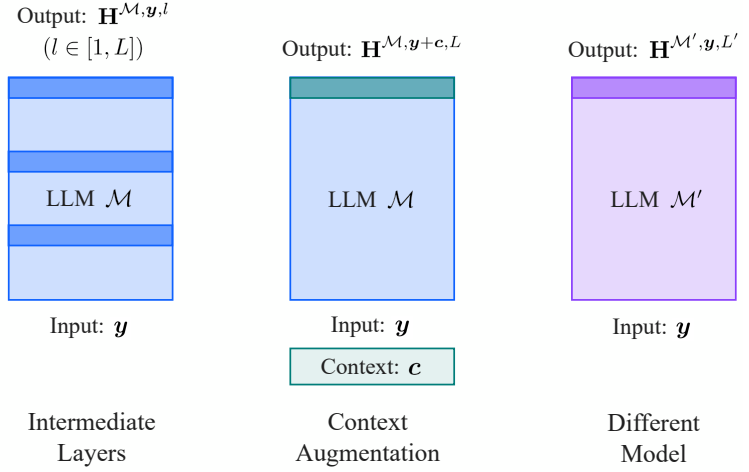 Output: H^{M,y,l}
(l ∈ [1, L])
LLM M
Input: y
Intermediate
Layers
Output: H^{M,y+c,L}
LLM M
Input: y
Context: c
Context
Augmentation
Output: H^{M′,y,L′}
LLM M′
Input: y
Different
Model